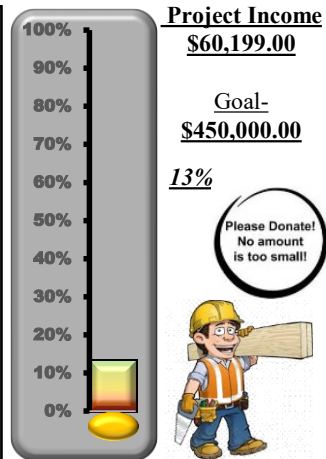 Project Income
$60,199.00
Goal-
$450,000.00
13%
100%
90%
80%
70%
60%
50%
40%
30%
20%
10%
0%
Please Donate!
No amount
is too small!